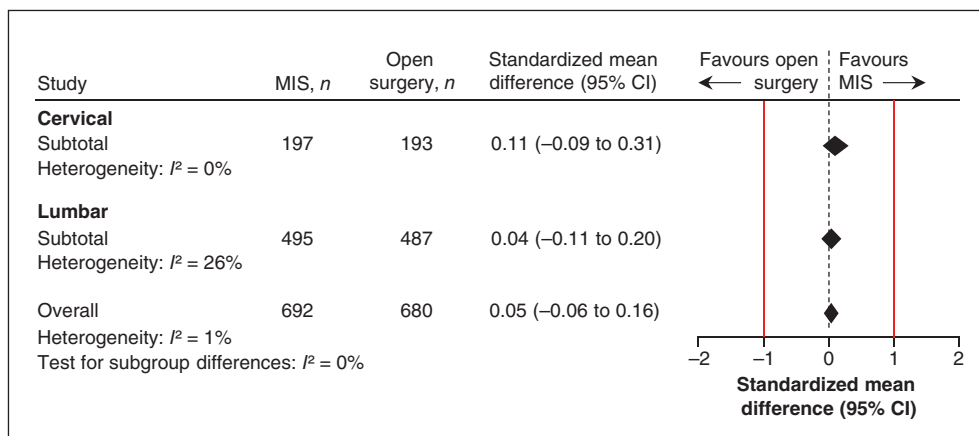 Study MIS, n Open surgery, n Standardized mean difference (95% CI) Favours open surgery Favours MIS
Cervical
Subtotal 197 193 0.11 (–0.09 to 0.31)
Heterogeneity: I² = 0%
Lumbar
Subtotal 495 487 0.04 (–0.11 to 0.20)
Heterogeneity: I² = 26%
Overall 692 680 0.05 (–0.06 to 0.16)
Heterogeneity: I² = 1%
Test for subgroup differences: I² = 0%
–2 –1 0 1 2
Standardized mean
difference (95% CI)